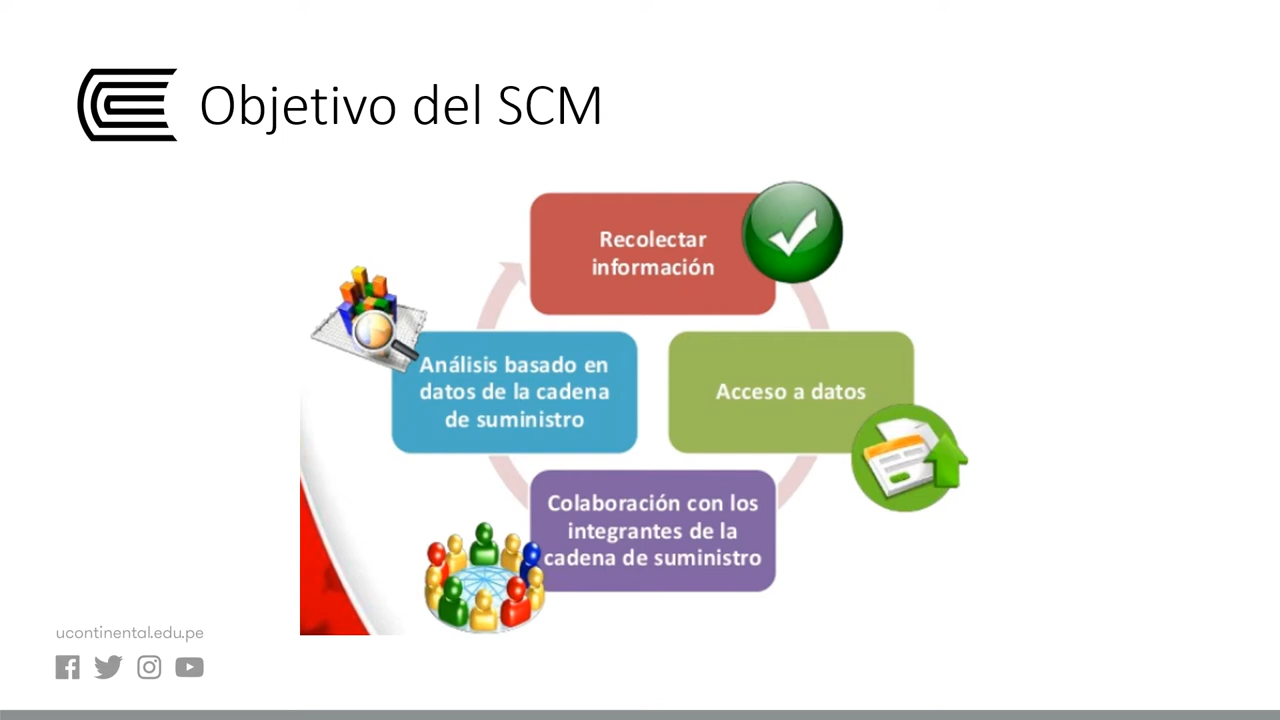 Objetivo del SCM
Recolectar
información
Análisis basado en
datos de la cadena
de suministro
Acceso a datos
Colaboración con los
integrantes de la
cadena de suministro
ucontinental.edu.pe